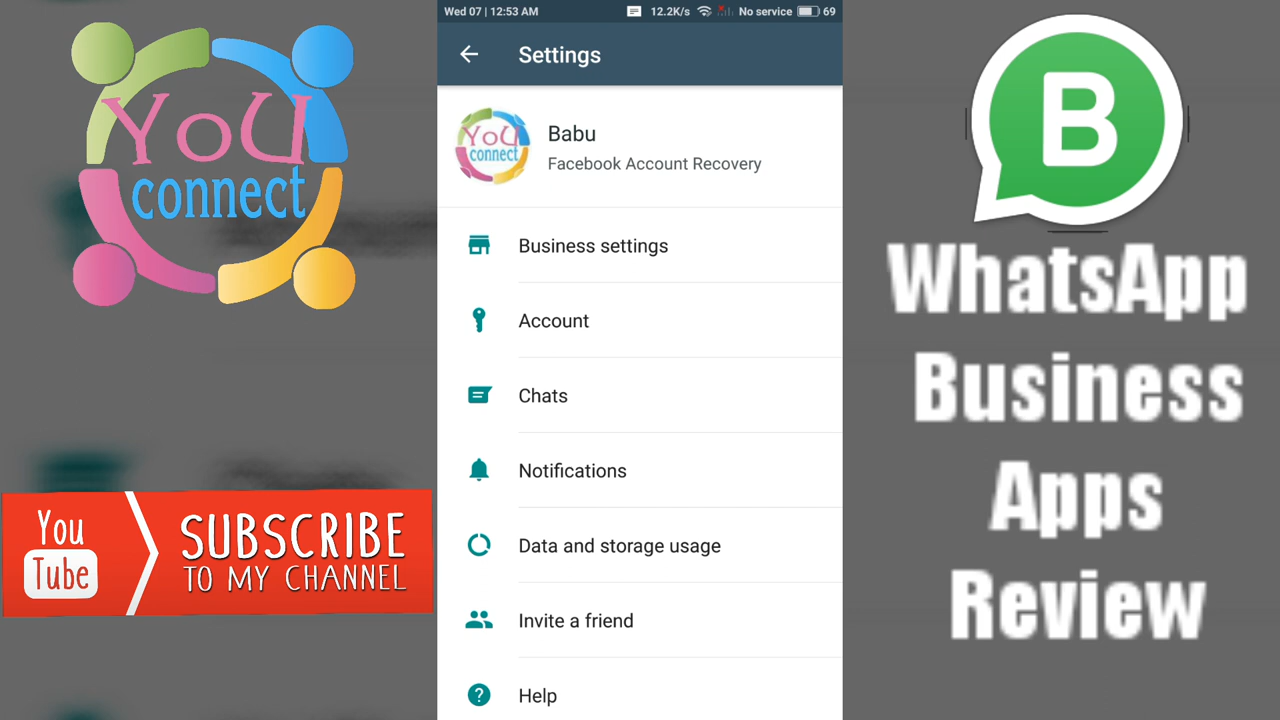 YoU
connect
You
Tube
SUBSCRIBE
TO MY CHANNEL
Wed 07 | 12:53 AM
12.2K/s
No service
69
Settings
YoU
connect
Babu
Facebook Account Recovery
Business settings
Account
Chats
Notifications
Data and storage usage
Invite a friend
?
Help
B
WhatsApp
Business
Apps
Review